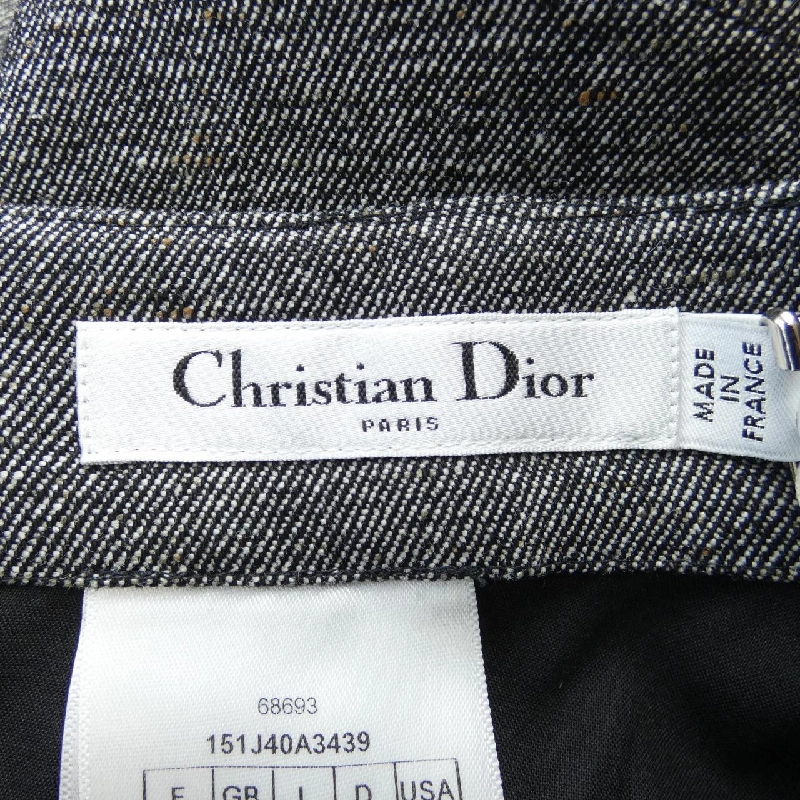 Christian Dior
PARIS
MADE
IN
FRANCE
68693
151J40A3439
F GB I D USA